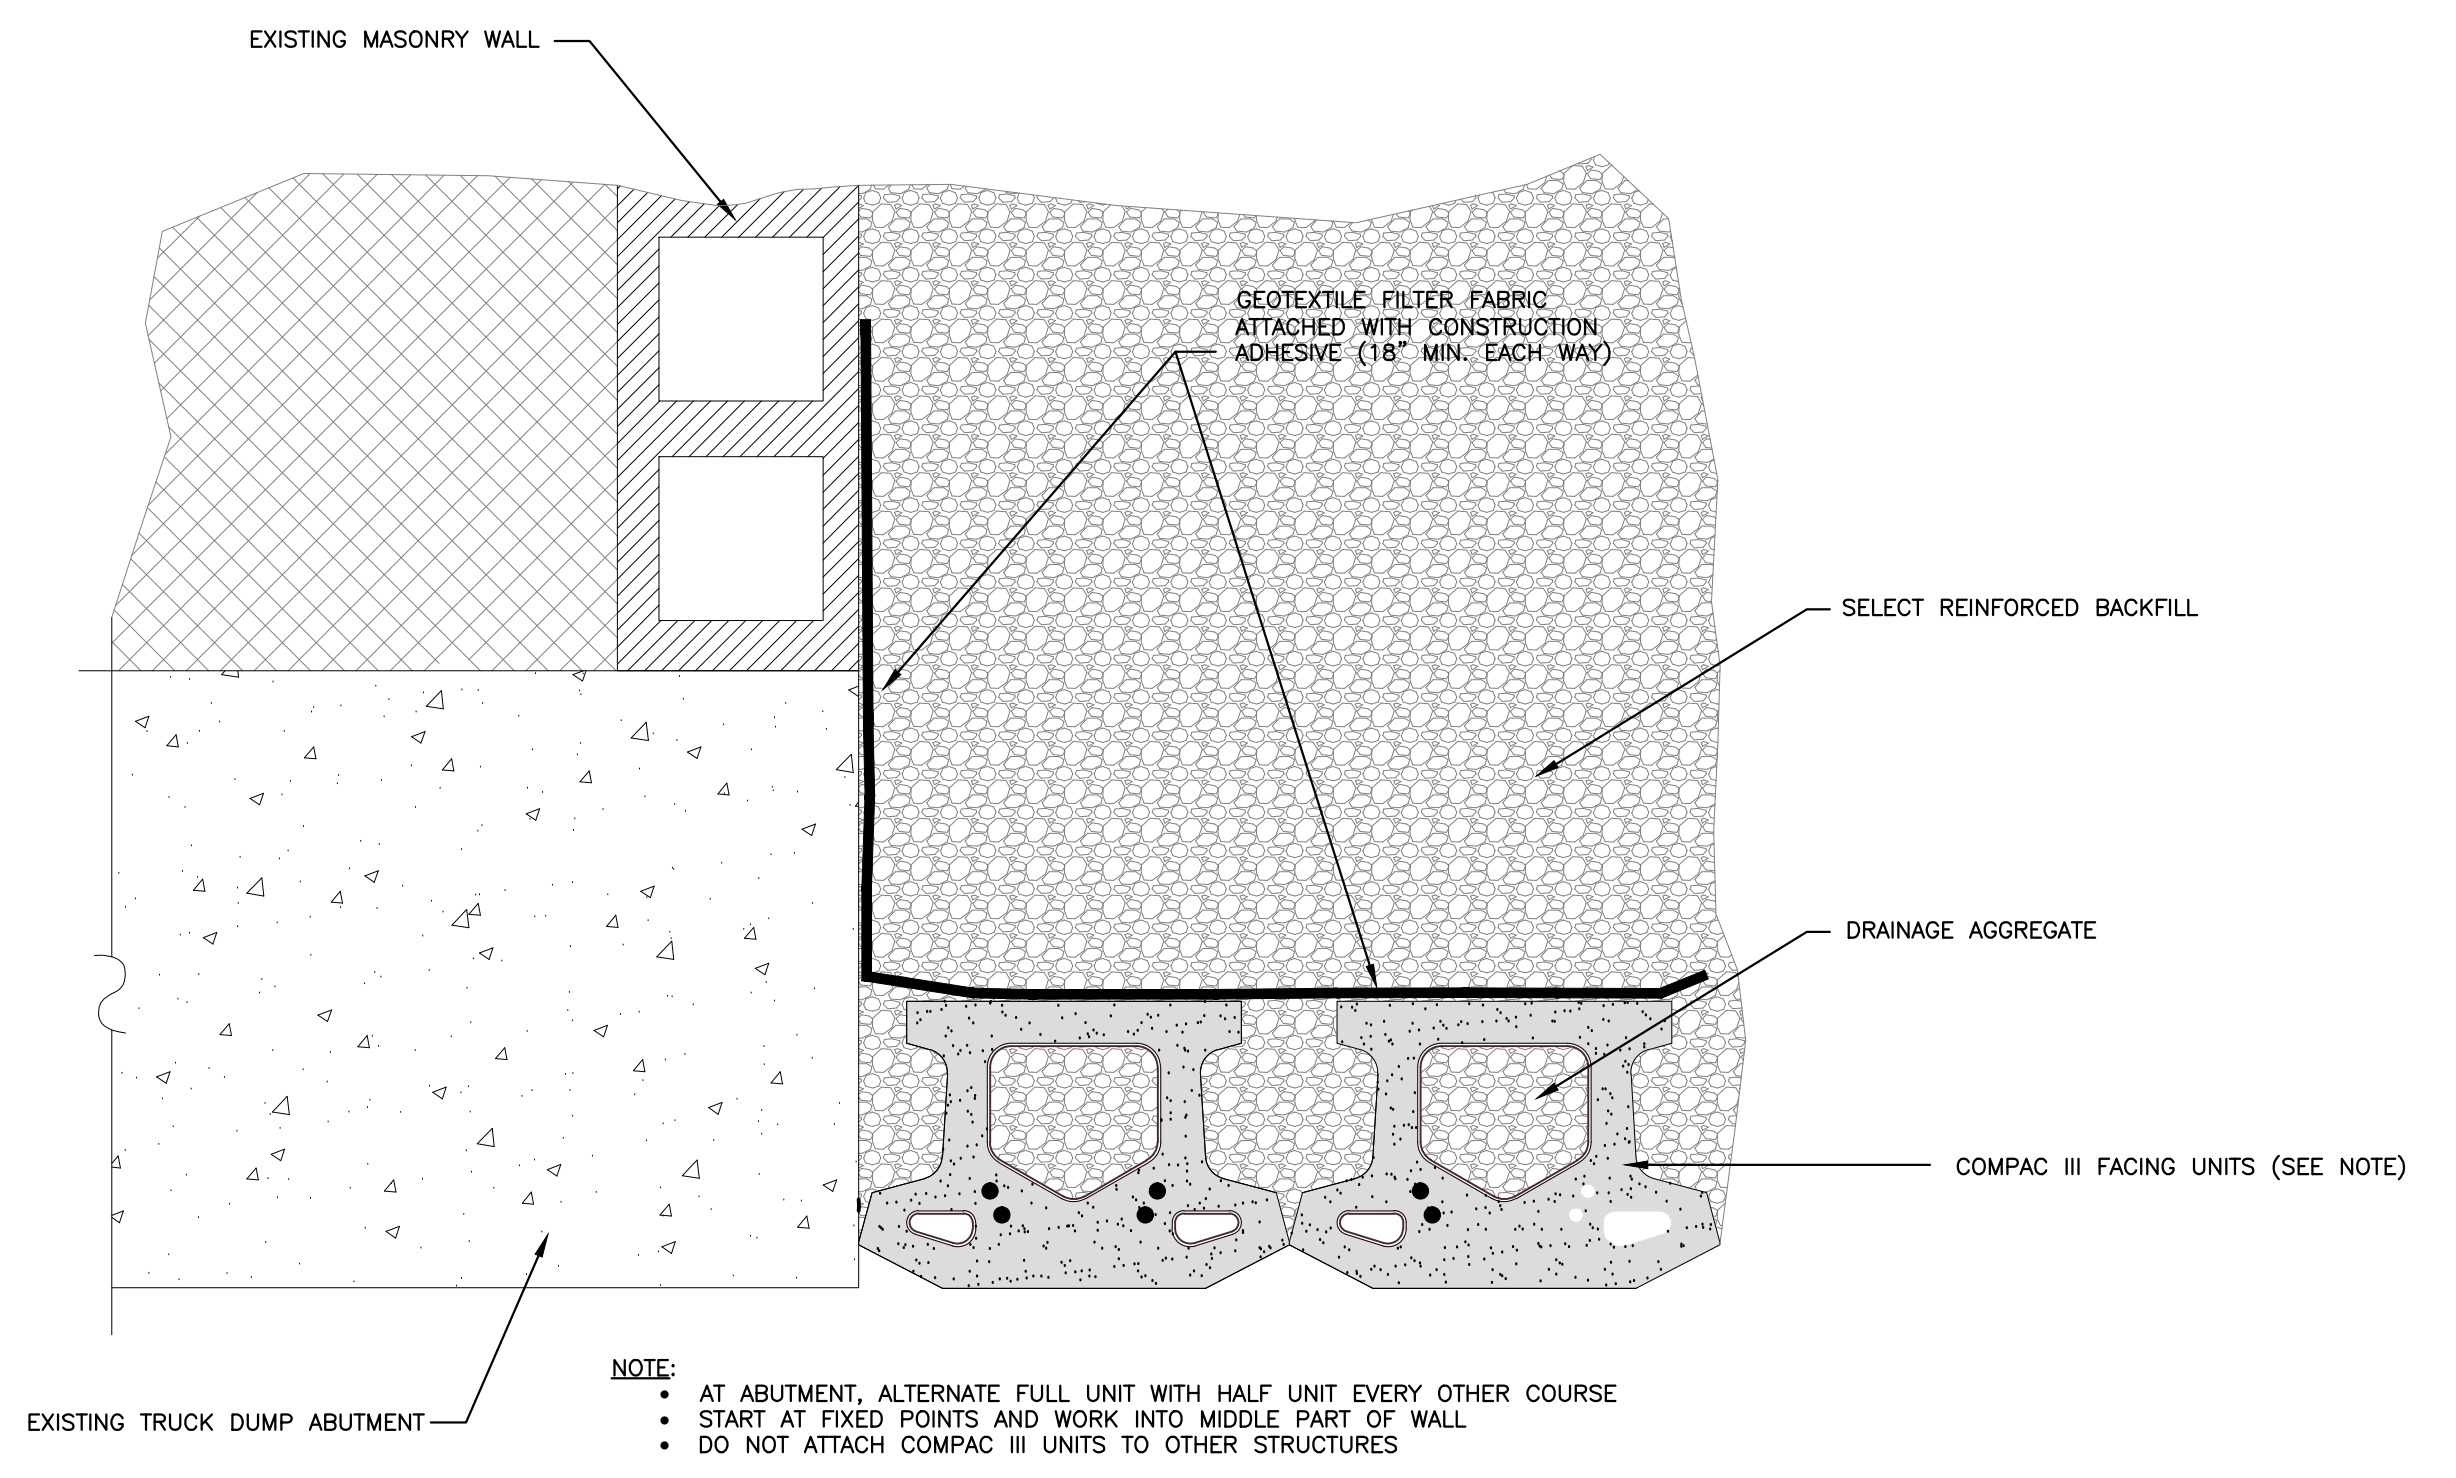 EXISTING MASONRY WALL
GEOTEXTILE FILTER FABRIC
ATTACHED WITH CONSTRUCTION
ADHESIVE (18" MIN. EACH WAY)
SELECT REINFORCED BACKFILL
DRAINAGE AGGREGATE
COMPAC III FACING UNITS (SEE NOTE)
EXISTING TRUCK DUMP ABUTMENT
NOTE:
• AT ABUTMENT, ALTERNATE FULL UNIT WITH HALF UNIT EVERY OTHER COURSE
• START AT FIXED POINTS AND WORK INTO MIDDLE PART OF WALL
• DO NOT ATTACH COMPAC III UNITS TO OTHER STRUCTURES